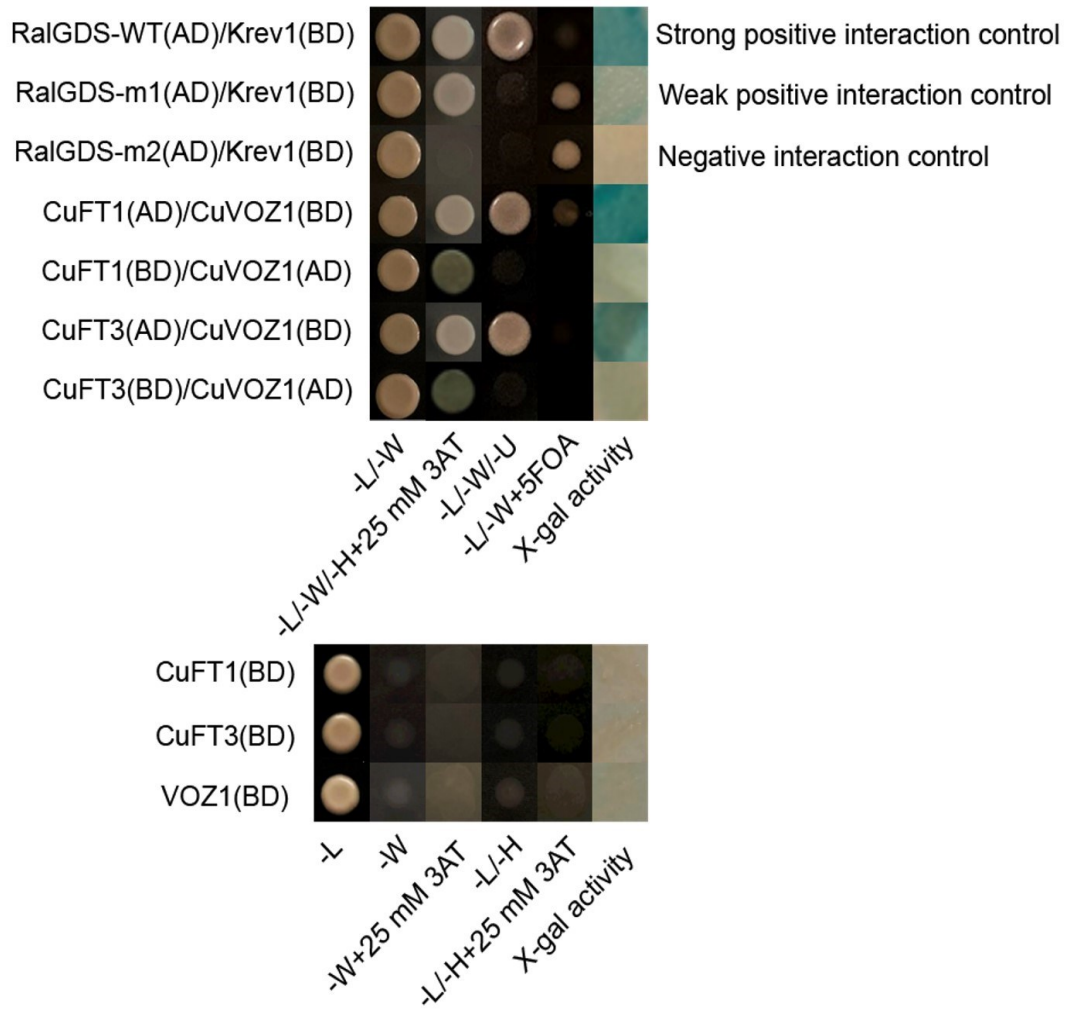 RalGDS-WT(AD)/Krev1(BD) Strong positive interaction control
RalGDS-m1(AD)/Krev1(BD) Weak positive interaction control
RalGDS-m2(AD)/Krev1(BD) Negative interaction control
CuFT1(AD)/CuVOZ1(BD)
CuFT1(BD)/CuVOZ1(AD)
CuFT3(AD)/CuVOZ1(BD)
CuFT3(BD)/CuVOZ1(AD)
-L/-W
-L/-W/-H+25 mM 3AT
-L/-W/-U
-L/-W+5FOA
X-gal activity
CuFT1(BD)
CuFT3(BD)
VOZ1(BD)
-L
-W
-W+25 mM 3AT
-L/-H
-L/-H+25 mM 3AT
X-gal activity